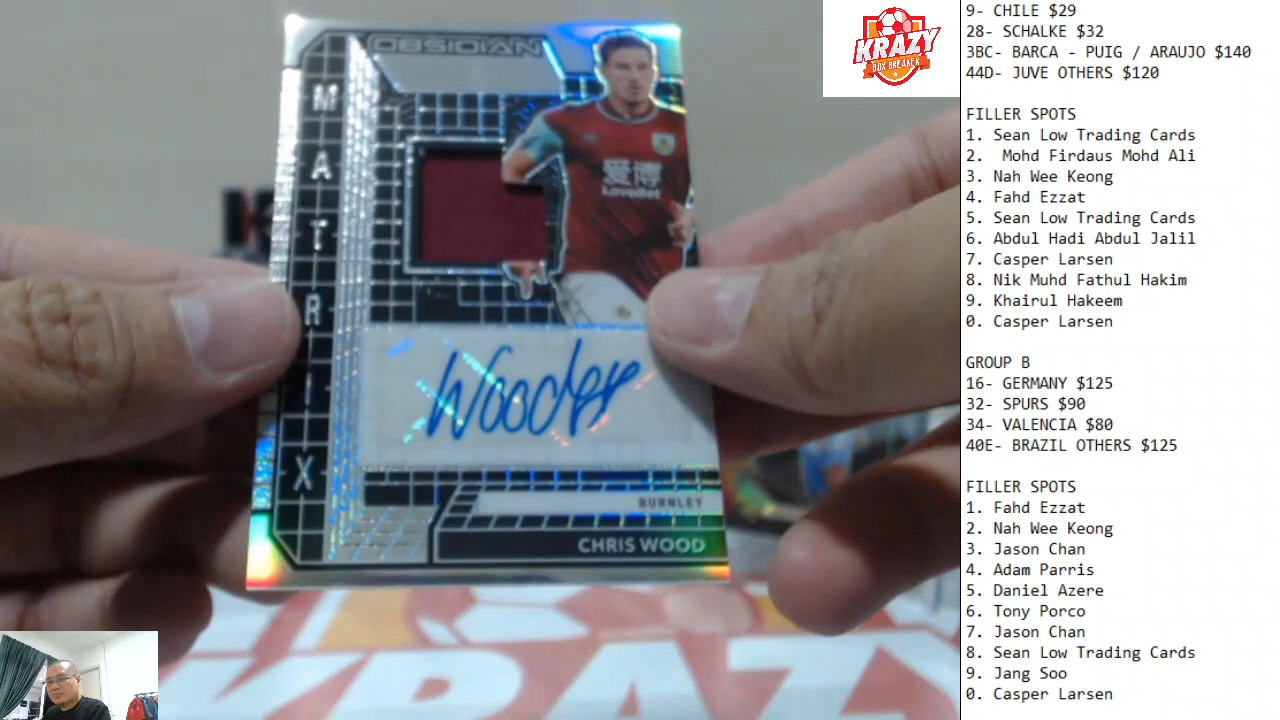 OBSIDIAN
MATRIX
爱博
LoveBet
Wooder
BURNLEY
CHRIS WOOD
KRAZY
KRAZY
BOX BREAKER
9- CHILE $29
28- SCHALKE $32
3BC- BARCA - PUIG / ARAUJO $140
44D- JUVE OTHERS $120
FILLER SPOTS
1. Sean Low Trading Cards
2.  Mohd Firdaus Mohd Ali
3. Nah Wee Keong
4. Fahd Ezzat
5. Sean Low Trading Cards
6. Abdul Hadi Abdul Jalil
7. Casper Larsen
8. Nik Muhd Fathul Hakim
9. Khairul Hakeem
0. Casper Larsen
GROUP B
16- GERMANY $125
32- SPURS $90
34- VALENCIA $80
40E- BRAZIL OTHERS $125
FILLER SPOTS
1. Fahd Ezzat
2. Nah Wee Keong
3. Jason Chan
4. Adam Parris
5. Daniel Azere
6. Tony Porco
7. Jason Chan
8. Sean Low Trading Cards
9. Jang Soo
0. Casper Larsen